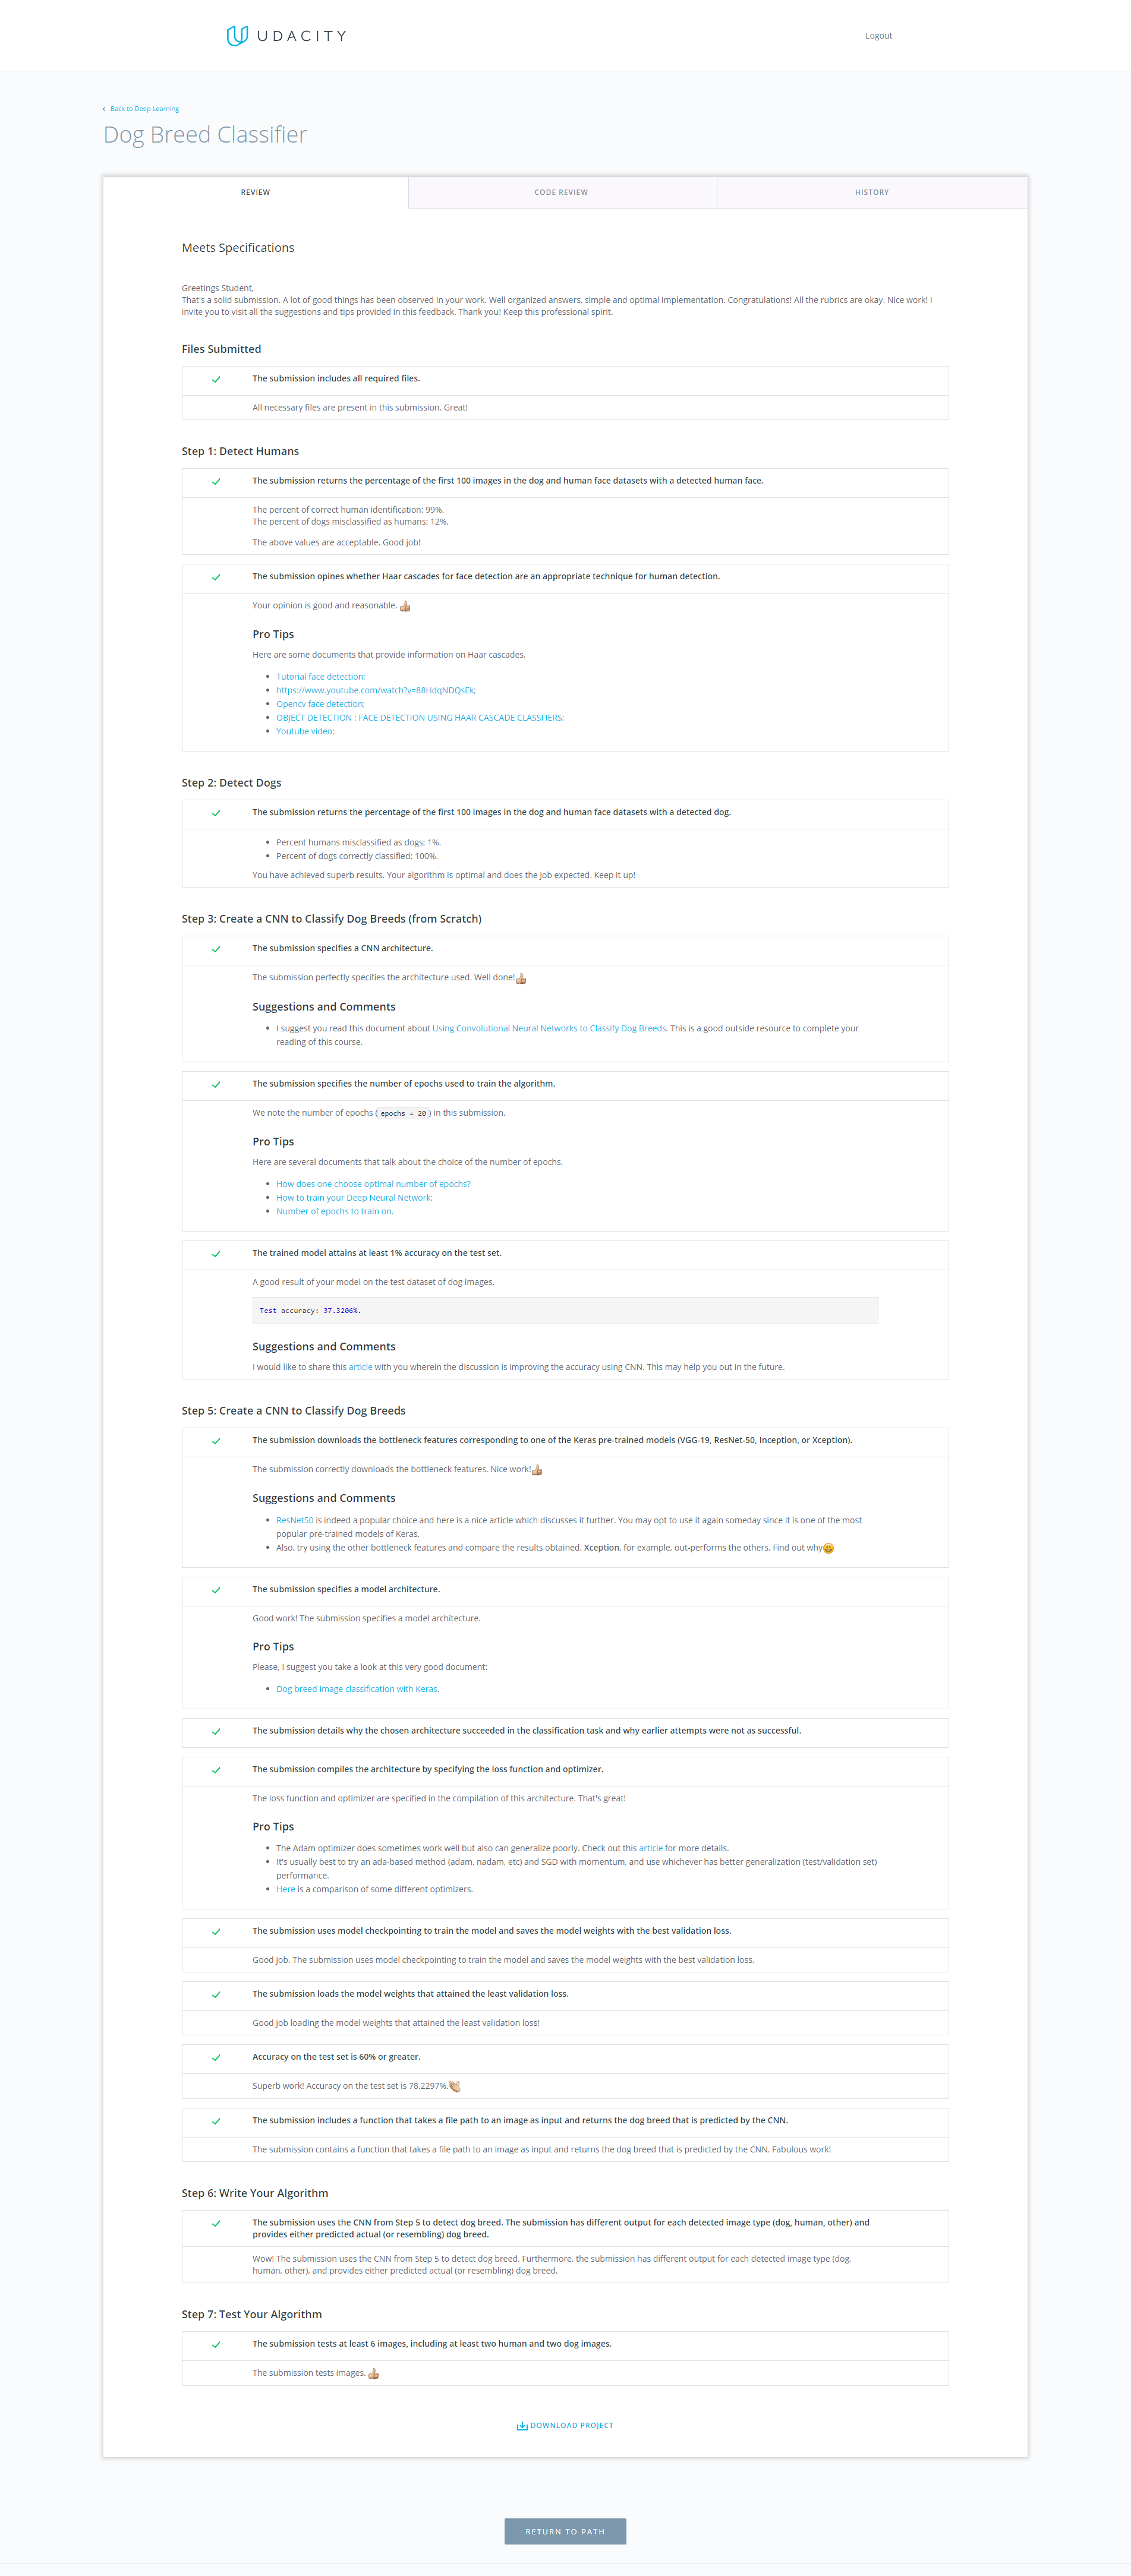 UDACITY
Logout
Back to Deep Learning
Dog Breed Classifier
REVIEW
CODE REVIEW
HISTORY
Meets Specifications
Greetings Student,
That's a solid submission. A lot of good things has been observed in your work. Well organized answers, simple and optimal implementation. Congratulations! All the rubrics are okay. Nice work! I
invite you to visit all the suggestions and tips provided in this feedback. Thank you! Keep this professional spirit.
Files Submitted
The submission includes all required files.
All necessary files are present in this submission. Great!
Step 1: Detect Humans
The submission returns the percentage of the first 100 images in the dog and human face datasets with a detected human face.
The percent of correct human identification: 99%.
The percent of dogs misclassified as humans: 12%.
The above values are acceptable. Good job!
The submission opines whether Haar cascades for face detection are an appropriate technique for human detection.
Your opinion is good and reasonable.
Pro Tips
Here are some documents that provide information on Haar cascades.
Tutorial face detection;
https://www.youtube.com/watch?v=88HdqNDQsEk;
Opencv face detection;
OBJECT DETECTION : FACE DETECTION USING HAAR CASCADE CLASSFIERS;
Youtube video;
Step 2: Detect Dogs
The submission returns the percentage of the first 100 images in the dog and human face datasets with a detected dog.
Percent humans misclassified as dogs: 1%.
Percent of dogs correctly classified: 100%.
You have achieved superb results. Your algorithm is optimal and does the job expected. Keep it up!
Step 3: Create a CNN to Classify Dog Breeds (from Scratch)
The submission specifies a CNN architecture.
The submission perfectly specifies the architecture used. Well done!
Suggestions and Comments
I suggest you read this document about Using Convolutional Neural Networks to Classify Dog Breeds. This is a good outside resource to complete your
reading of this course.
The submission specifies the number of epochs used to train the algorithm.
We note the number of epochs ( epochs = 20 ) in this submission.
Pro Tips
Here are several documents that talk about the choice of the number of epochs.
How does one choose optimal number of epochs?
How to train your Deep Neural Network;
Number of epochs to train on.
The trained model attains at least 1% accuracy on the test set.
A good result of your model on the test dataset of dog images.
Test accuracy: 37.3206%.
Suggestions and Comments
I would like to share this article with you wherein the discussion is improving the accuracy using CNN. This may help you out in the future.
Step 5: Create a CNN to Classify Dog Breeds
The submission downloads the bottleneck features corresponding to one of the Keras pre-trained models (VGG-19, ResNet-50, Inception, or Xception).
The submission correctly downloads the bottleneck features. Nice work!
Suggestions and Comments
ResNet50 is indeed a popular choice and here is a nice article which discusses it further. You may opt to use it again someday since it is one of the most
popular pre-trained models of Keras.
Also, try using the other bottleneck features and compare the results obtained. Xception, for example, out-performs the others. Find out why
The submission specifies a model architecture.
Good work! The submission specifies a model architecture.
Pro Tips
Please, I suggest you take a look at this very good document:
Dog breed image classification with Keras.
The submission details why the chosen architecture succeeded in the classification task and why earlier attempts were not as successful.
The submission compiles the architecture by specifying the loss function and optimizer.
The loss function and optimizer are specified in the compilation of this architecture. That's great!
Pro Tips
The Adam optimizer does sometimes work well but also can generalize poorly. Check out this article for more details.
It's usually best to try an ada-based method (adam, nadam, etc) and SGD with momentum, and use whichever has better generalization (test/validation set)
performance.
Here is a comparison of some different optimizers.
The submission uses model checkpointing to train the model and saves the model weights with the best validation loss.
Good job. The submission uses model checkpointing to train the model and saves the model weights with the best validation loss.
The submission loads the model weights that attained the least validation loss.
Good job loading the model weights that attained the least validation loss!
Accuracy on the test set is 60% or greater.
Superb work! Accuracy on the test set is 78.2297%.
The submission includes a function that takes a file path to an image as input and returns the dog breed that is predicted by the CNN.
The submission contains a function that takes a file path to an image as input and returns the dog breed that is predicted by the CNN. Fabulous work!
Step 6: Write Your Algorithm
The submission uses the CNN from Step 5 to detect dog breed. The submission has different output for each detected image type (dog, human, other) and
provides either predicted actual (or resembling) dog breed.
Wow! The submission uses the CNN from Step 5 to detect dog breed. Furthermore, the submission has different output for each detected image type (dog,
human, other), and provides either predicted actual (or resembling) dog breed.
Step 7: Test Your Algorithm
The submission tests at least 6 images, including at least two human and two dog images.
The submission tests images.
DOWNLOAD PROJECT
RETURN TO PATH